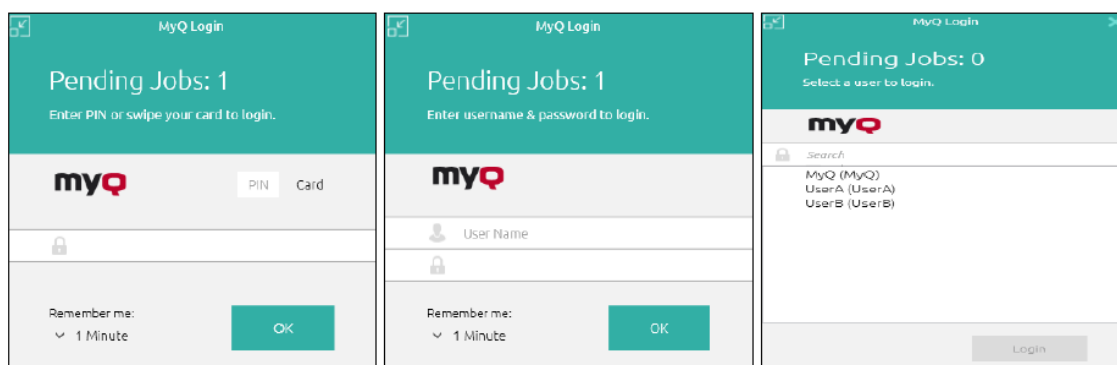 MyQ Login
Pending Jobs: 1
Enter PIN or swipe your card to login.
myQ
PIN Card
Remember me:
1 Minute
OK
MyQ Login
Pending Jobs: 1
Enter username & password to login.
myQ
User Name
Remember me:
1 Minute
OK
MyQ Login
Pending Jobs: 0
Select a user to login.
myQ
Search
MyQ (MyQ)
UserA (UserA)
UserB (UserB)
Login